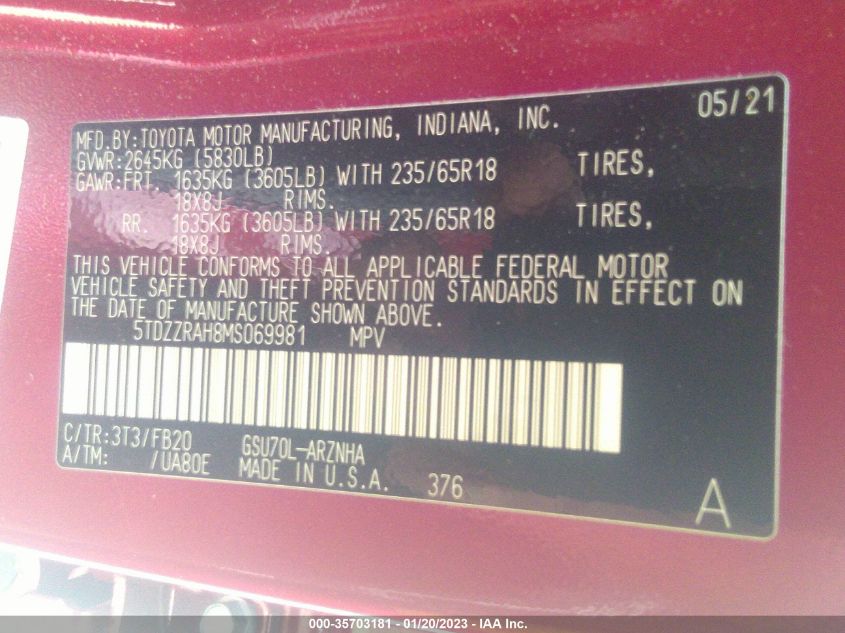 05/21
MFD.BY:TOYOTA MOTOR MANUFACTURING, INDIANA, INC.
GVWR:2645KG (5830LB)
GAWR:FRT. 1635KG (3605LB) WITH 235/65R18 TIRES,
18X8J RIMS.
RR. 1635KG (3605LB) WITH 235/65R18 TIRES,
18X8J RIMS.
THIS VEHICLE CONFORMS TO ALL APPLICABLE FEDERAL MOTOR
VEHICLE SAFETY AND THEFT PREVENTION STANDARDS IN EFFECT ON
THE DATE OF MANUFACTURE SHOWN ABOVE.
5TDZZRAH8MS069981 MPV
C/TR:3T3/FB20 GSU70L-ARZNHA
A/TM: /UA80E MADE IN U.S.A. 376
A
000-35703181 - 01/20/2023 - IAA Inc.